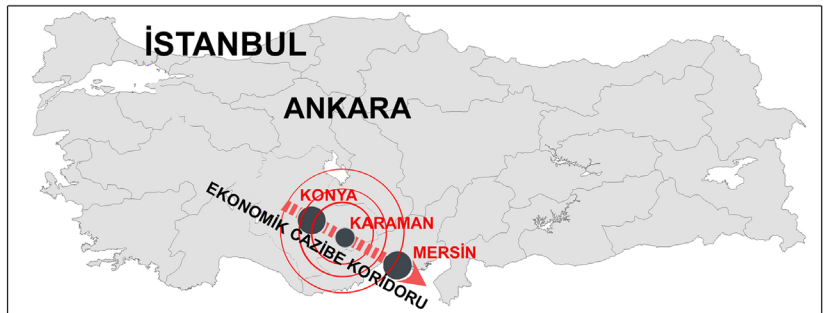 İSTANBUL
ANKARA
KONYA
KARAMAN
MERSİN
EKONOMİK CAZİBE KORİDORU